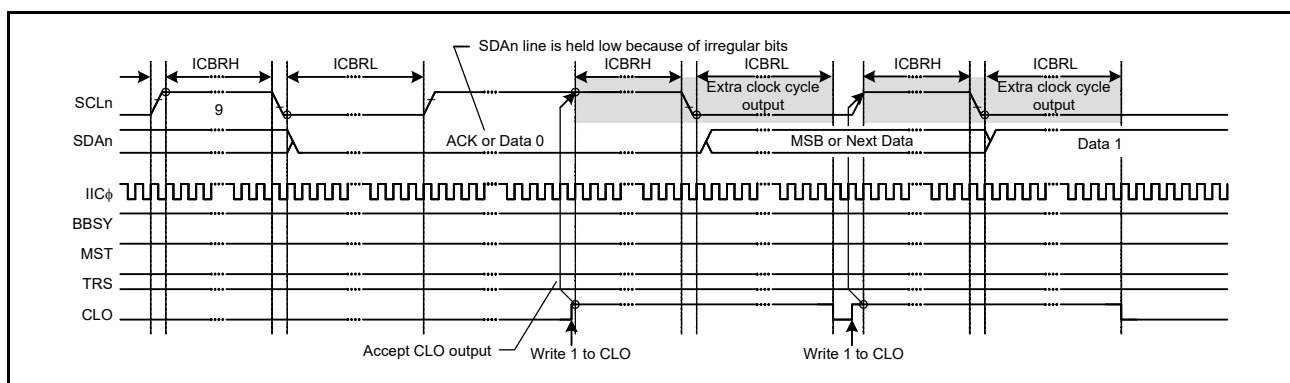 SDAn line is held low because of irregular bits
ICBRH
ICBRL
ICBRH
ICBRL
ICBRH
ICBRL
SCLn
9
Extra clock cycle
output
Extra clock cycle
output
SDAn
ACK or Data 0
MSB or Next Data
Data 1
IICϕ
BBSY
MST
TRS
CLO
Accept CLO output
Write 1 to CLO
Write 1 to CLO